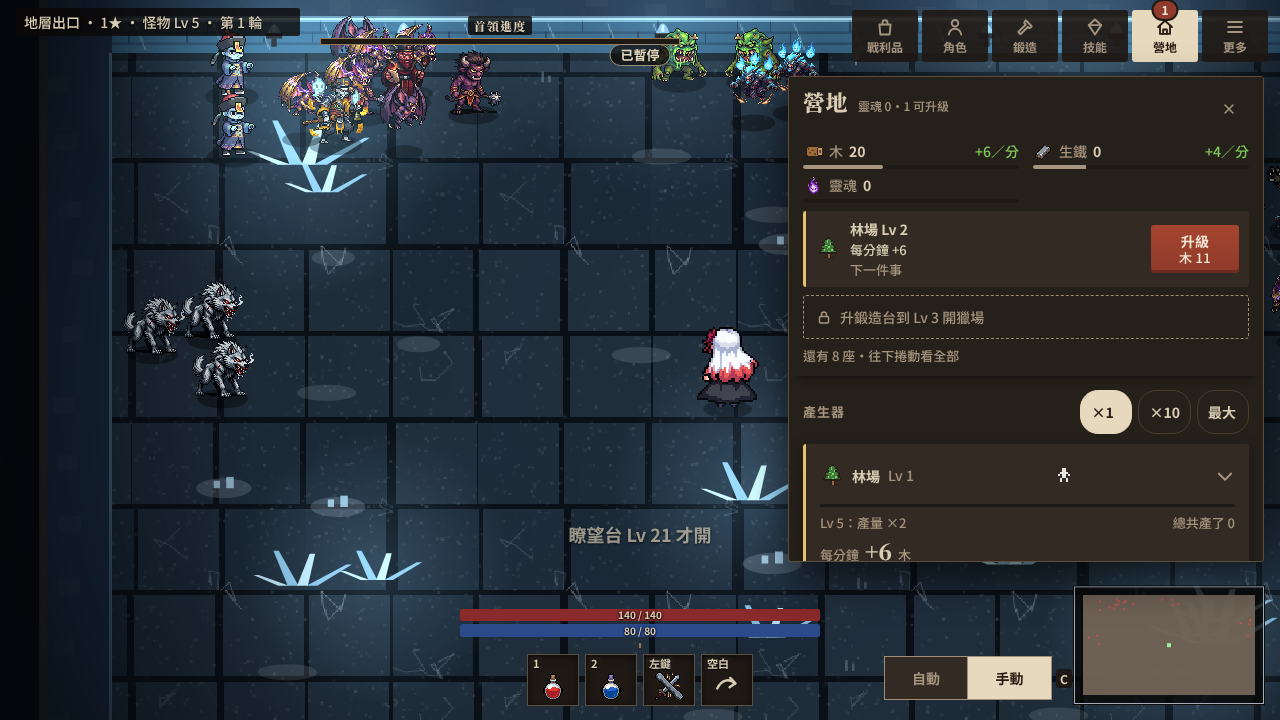 地層出口・1★・怪物 Lv 5・第 1 輪
首領進度
已暫停
戰利品
角色
鍛造
技能
1
營地
更多
營地 靈魂 0・1 可升級
木 20 +6／分
生鐵 0 +4／分
靈魂 0
林場 Lv 2
每分鐘 +6
下一件事
升級
木 11
升鍛造台到 Lv 3 開獵場
還有 8 座・往下捲動看全部
產生器
×1
×10
最大
林場 Lv 1
Lv 5：產量 ×2 總共產了 0
每分鐘 +6 木
瞭望台 Lv 21 才開
140 / 140
80 / 80
1
2
左鍵
空白
自動
手動
C